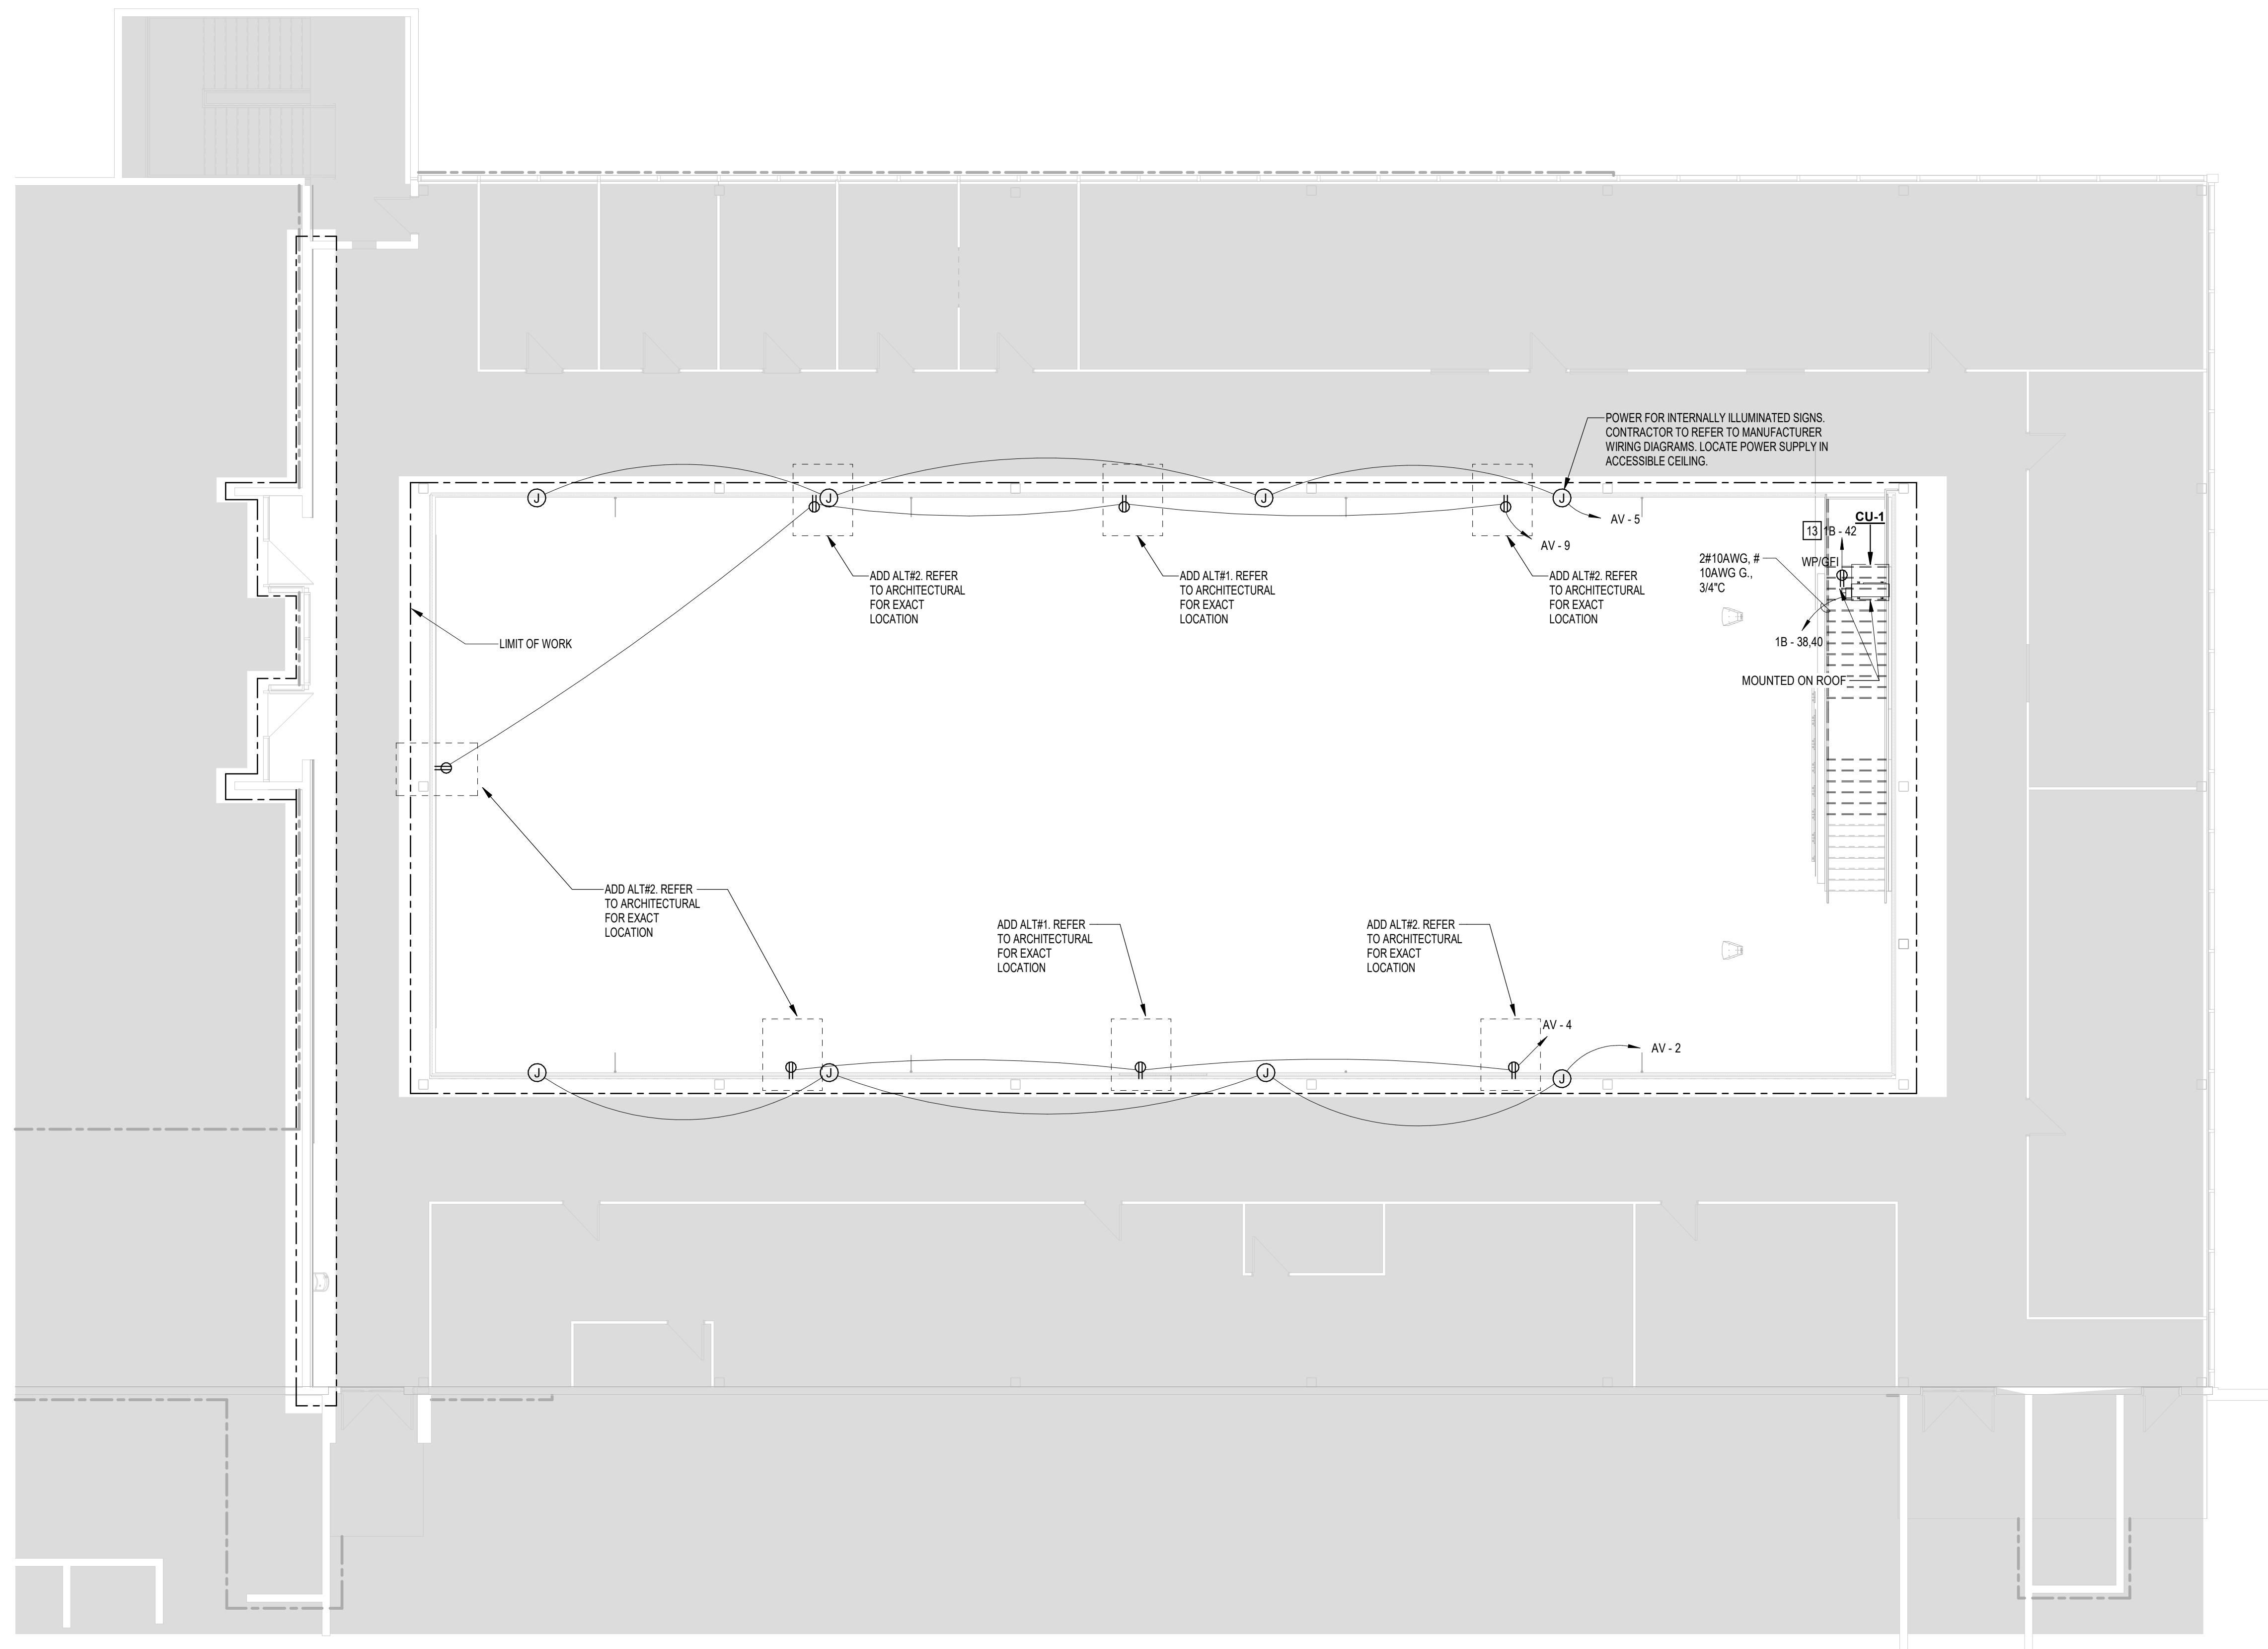 POWER FOR INTERNALLY ILLUMINATED SIGNS.
CONTRACTOR TO REFER TO MANUFACTURER
WIRING DIAGRAMS. LOCATE POWER SUPPLY IN
ACCESSIBLE CEILING.
J
J
J
J
AV - 5
AV - 9
CU-1
13
1B - 42
WP/GFI
2#10AWG, #
10AWG G.,
3/4"C
1B - 38,40
MOUNTED ON ROOF
ADD ALT#2. REFER
TO ARCHITECTURAL
FOR EXACT
LOCATION
ADD ALT#1. REFER
TO ARCHITECTURAL
FOR EXACT
LOCATION
ADD ALT#2. REFER
TO ARCHITECTURAL
FOR EXACT
LOCATION
LIMIT OF WORK
ADD ALT#2. REFER
TO ARCHITECTURAL
FOR EXACT
LOCATION
ADD ALT#1. REFER
TO ARCHITECTURAL
FOR EXACT
LOCATION
ADD ALT#2. REFER
TO ARCHITECTURAL
FOR EXACT
LOCATION
AV - 4
AV - 2
J
J
J
J